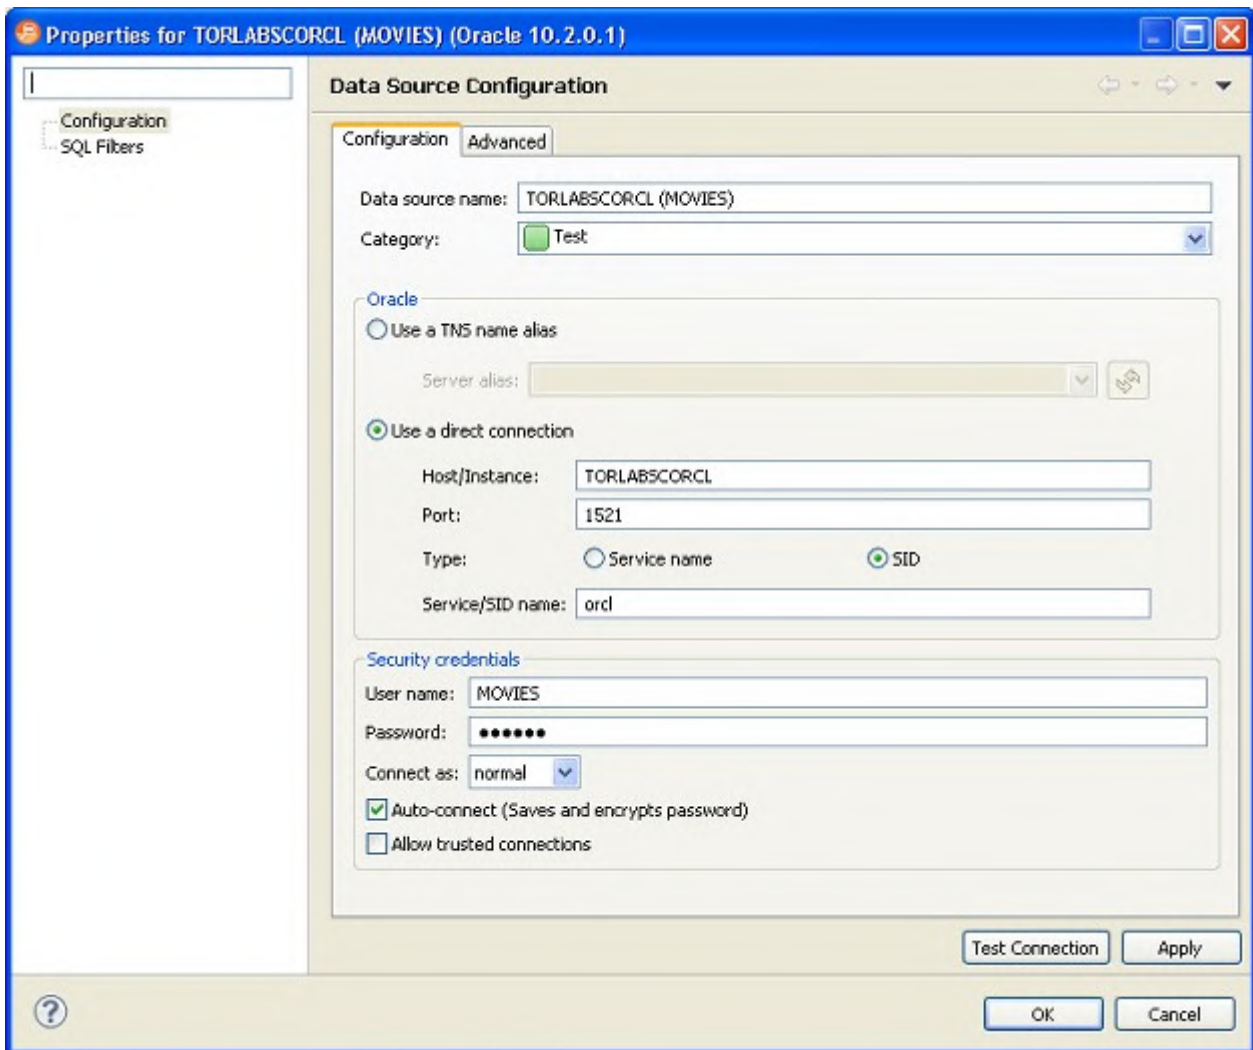 Properties for TORLABSCORCL (MOVIES) (Oracle 10.2.0.1)
Configuration
SQL Filters
Data Source Configuration
Configuration
Advanced
Data source name: TORLABSCORCL (MOVIES)
Category: Test
Oracle
Use a TNS name alias
Server alias:
Use a direct connection
Host/Instance: TORLABSCORCL
Port: 1521
Type: Service name SID
Service/SID name: orcl
Security credentials
User name: MOVIES
Password: ●●●●●●
Connect as: normal
Auto-connect (Saves and encrypts password)
Allow trusted connections
Test Connection Apply
? OK Cancel